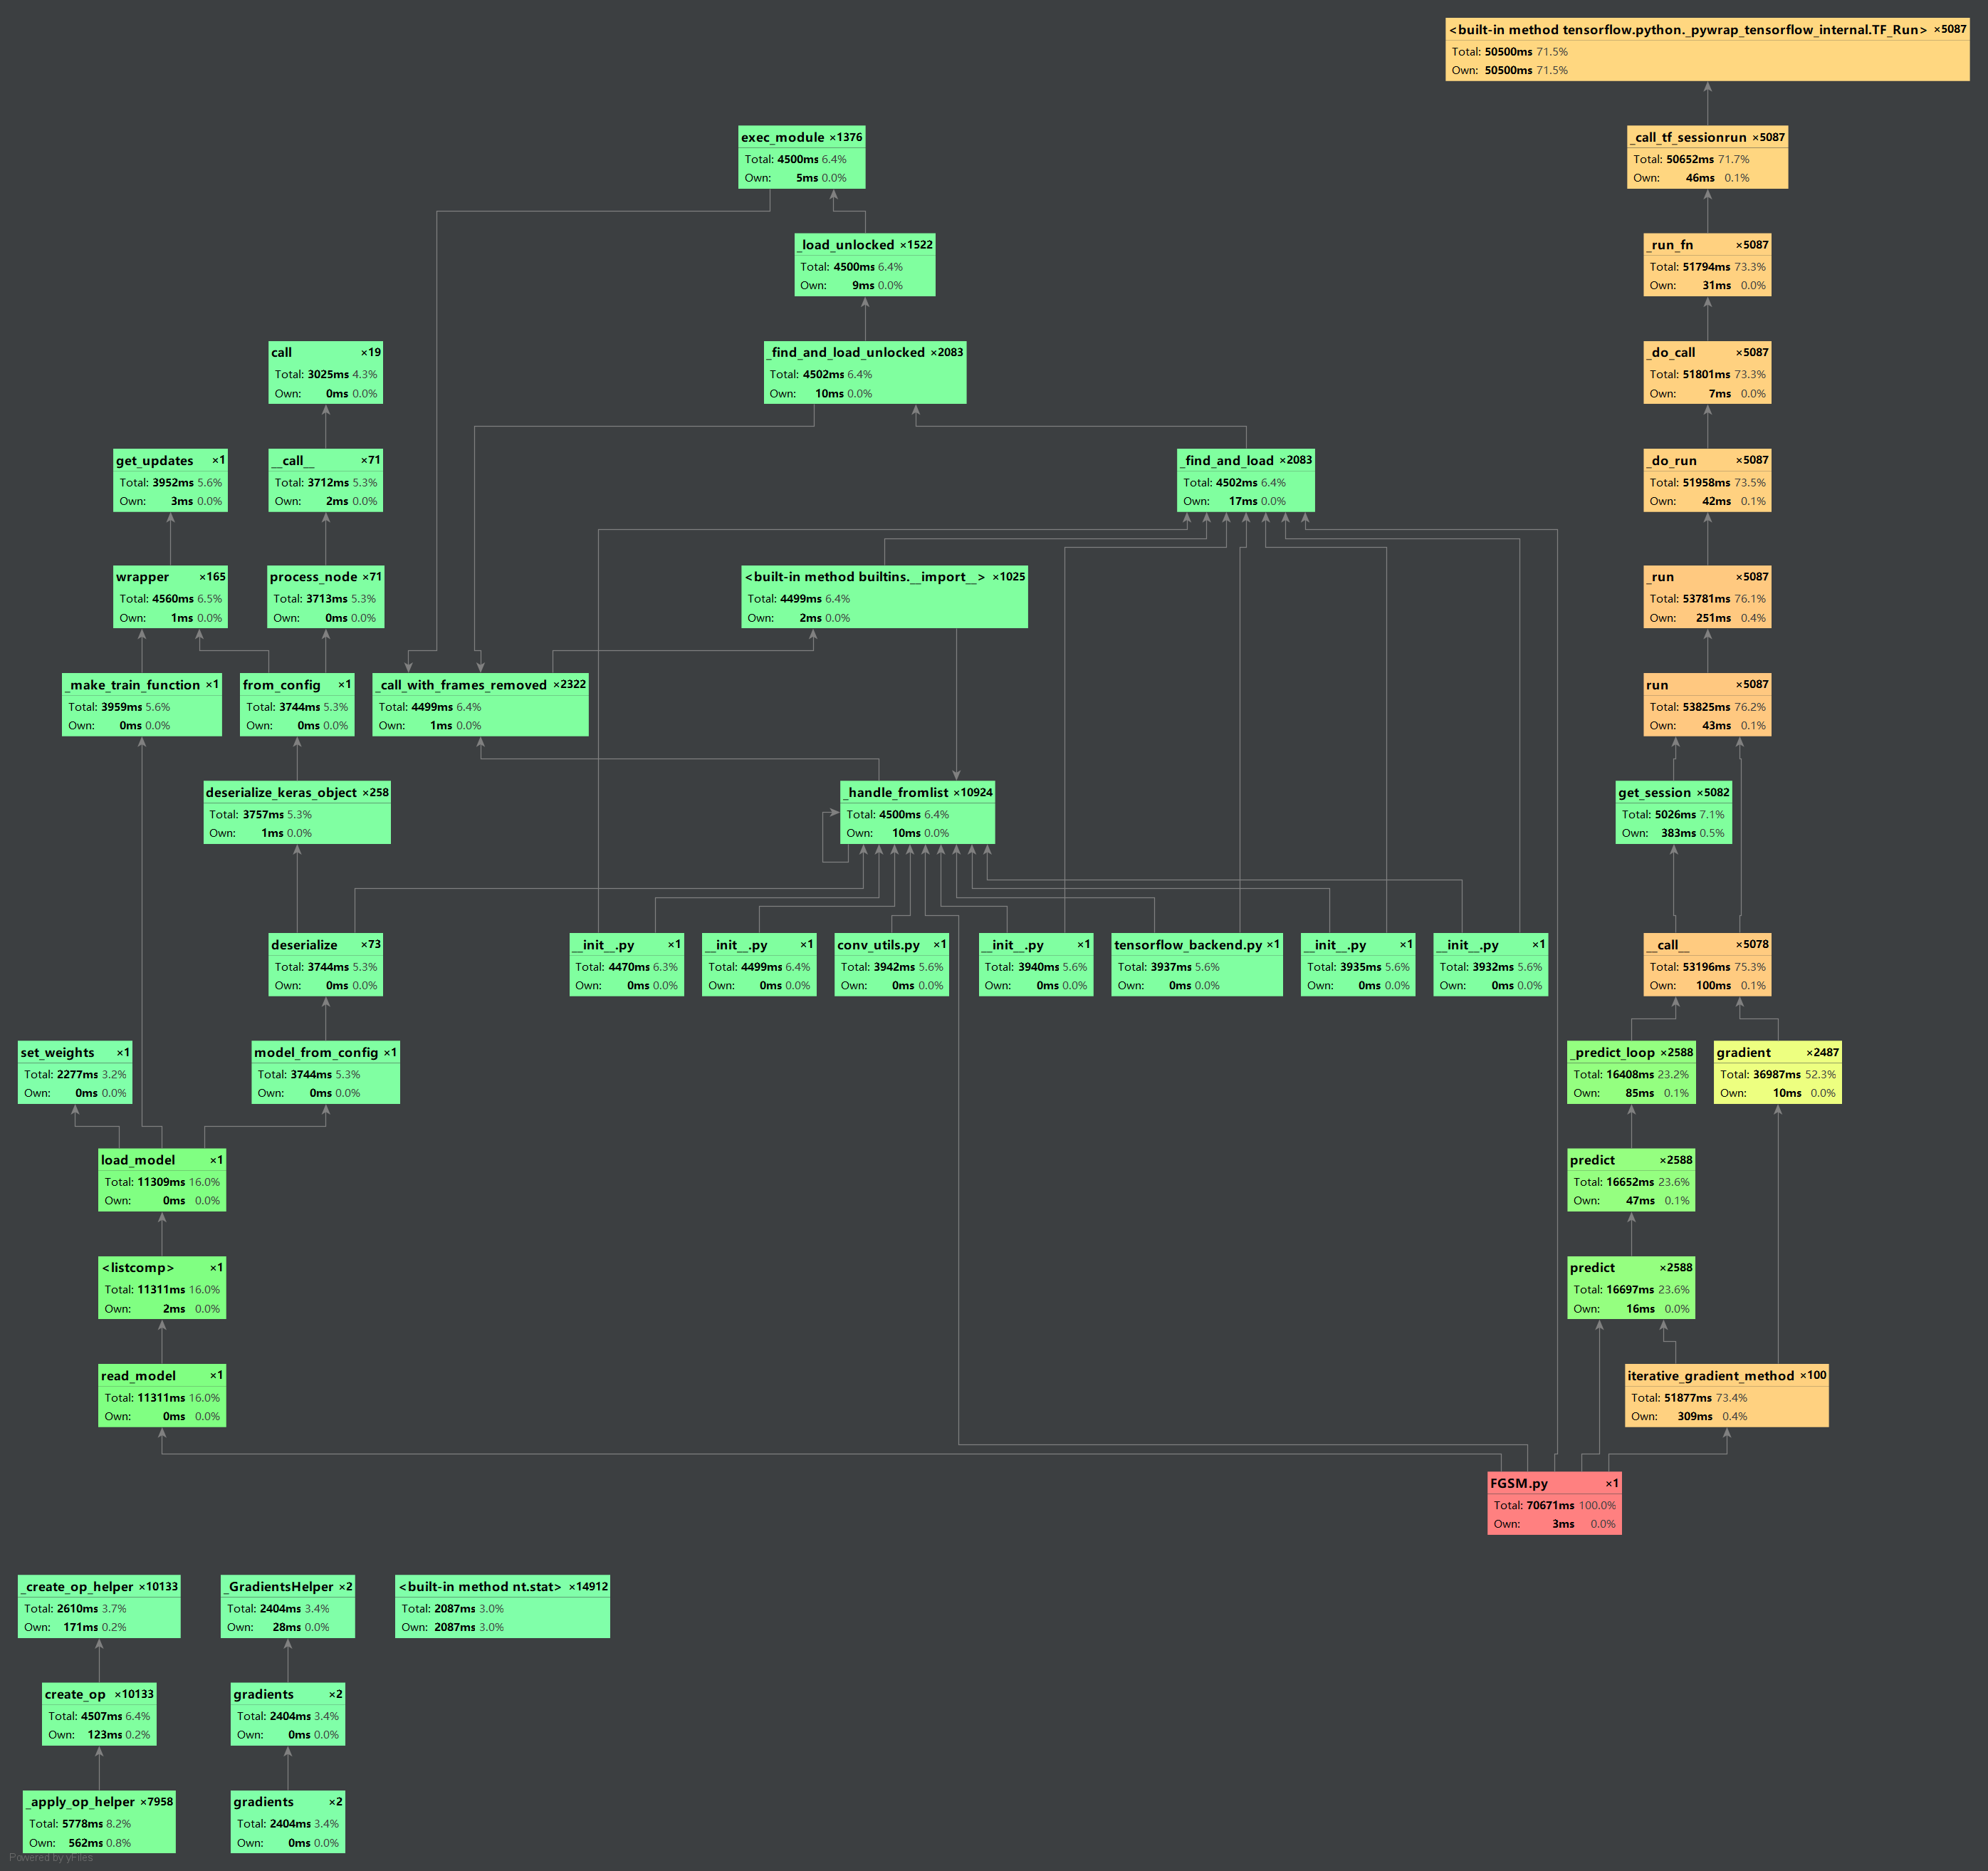 <built-in method tensorflow.python._pywrap_tensorflow_internal.TF_Run> ×5087
Total: 50500ms 71.5%
Own: 50500ms 71.5%
exec_module ×1376
Total: 4500ms 6.4%
Own: 5ms 0.0%
_call_tf_sessionrun ×5087
Total: 50652ms 71.7%
Own: 46ms 0.1%
_load_unlocked ×1522
Total: 4500ms 6.4%
Own: 9ms 0.0%
_run_fn ×5087
Total: 51794ms 73.3%
Own: 31ms 0.0%
call ×19
Total: 3025ms 4.3%
Own: 0ms 0.0%
_find_and_load_unlocked ×2083
Total: 4502ms 6.4%
Own: 10ms 0.0%
_do_call ×5087
Total: 51801ms 73.3%
Own: 7ms 0.0%
get_updates ×1
Total: 3952ms 5.6%
Own: 3ms 0.0%
__call__ ×71
Total: 3712ms 5.3%
Own: 2ms 0.0%
_find_and_load ×2083
Total: 4502ms 6.4%
Own: 17ms 0.0%
_do_run ×5087
Total: 51958ms 73.5%
Own: 42ms 0.1%
wrapper ×165
Total: 4560ms 6.5%
Own: 1ms 0.0%
process_node ×71
Total: 3713ms 5.3%
Own: 0ms 0.0%
<built-in method builtins.__import__> ×1025
Total: 4499ms 6.4%
Own: 2ms 0.0%
_run ×5087
Total: 53781ms 76.1%
Own: 251ms 0.4%
_make_train_function ×1
Total: 3959ms 5.6%
Own: 0ms 0.0%
from_config ×1
Total: 3744ms 5.3%
Own: 0ms 0.0%
_call_with_frames_removed ×2322
Total: 4499ms 6.4%
Own: 1ms 0.0%
run ×5087
Total: 53825ms 76.2%
Own: 43ms 0.1%
deserialize_keras_object ×258
Total: 3757ms 5.3%
Own: 1ms 0.0%
_handle_fromlist ×10924
Total: 4500ms 6.4%
Own: 10ms 0.0%
get_session ×5082
Total: 5026ms 7.1%
Own: 383ms 0.5%
deserialize ×73
Total: 3744ms 5.3%
Own: 0ms 0.0%
__init__.py ×1
Total: 4470ms 6.3%
Own: 0ms 0.0%
__init__.py ×1
Total: 4499ms 6.4%
Own: 0ms 0.0%
conv_utils.py ×1
Total: 3942ms 5.6%
Own: 0ms 0.0%
__init__.py ×1
Total: 3940ms 5.6%
Own: 0ms 0.0%
tensorflow_backend.py ×1
Total: 3937ms 5.6%
Own: 0ms 0.0%
__init__.py ×1
Total: 3935ms 5.6%
Own: 0ms 0.0%
__init__.py ×1
Total: 3932ms 5.6%
Own: 0ms 0.0%
__call__ ×5078
Total: 53196ms 75.3%
Own: 100ms 0.1%
set_weights ×1
Total: 2277ms 3.2%
Own: 0ms 0.0%
model_from_config ×1
Total: 3744ms 5.3%
Own: 0ms 0.0%
_predict_loop ×2588
Total: 16408ms 23.2%
Own: 85ms 0.1%
gradient ×2487
Total: 36987ms 52.3%
Own: 10ms 0.0%
load_model ×1
Total: 11309ms 16.0%
Own: 0ms 0.0%
predict ×2588
Total: 16652ms 23.6%
Own: 47ms 0.1%
<listcomp> ×1
Total: 11311ms 16.0%
Own: 2ms 0.0%
predict ×2588
Total: 16697ms 23.6%
Own: 16ms 0.0%
read_model ×1
Total: 11311ms 16.0%
Own: 0ms 0.0%
iterative_gradient_method ×100
Total: 51877ms 73.4%
Own: 309ms 0.4%
FGSM.py ×1
Total: 70671ms 100.0%
Own: 3ms 0.0%
_create_op_helper ×10133
Total: 2610ms 3.7%
Own: 171ms 0.2%
_GradientsHelper ×2
Total: 2404ms 3.4%
Own: 28ms 0.0%
<built-in method nt.stat> ×14912
Total: 2087ms 3.0%
Own: 2087ms 3.0%
create_op ×10133
Total: 4507ms 6.4%
Own: 123ms 0.2%
gradients ×2
Total: 2404ms 3.4%
Own: 0ms 0.0%
_apply_op_helper ×7958
Total: 5778ms 8.2%
Own: 562ms 0.8%
gradients ×2
Total: 2404ms 3.4%
Own: 0ms 0.0%
Powered by yFiles